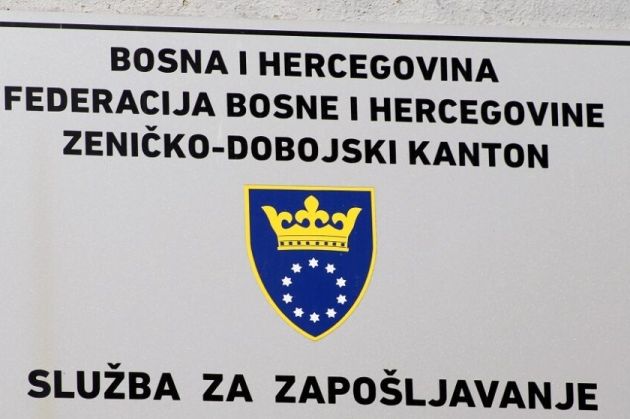 BOSNA I HERCEGOVINA
FEDERACIJA BOSNE I HERCEGOVINE
ZENIČKO-DOBOJSKI KANTON
SLUŽBA ZA ZAPOŠLJAVANJE